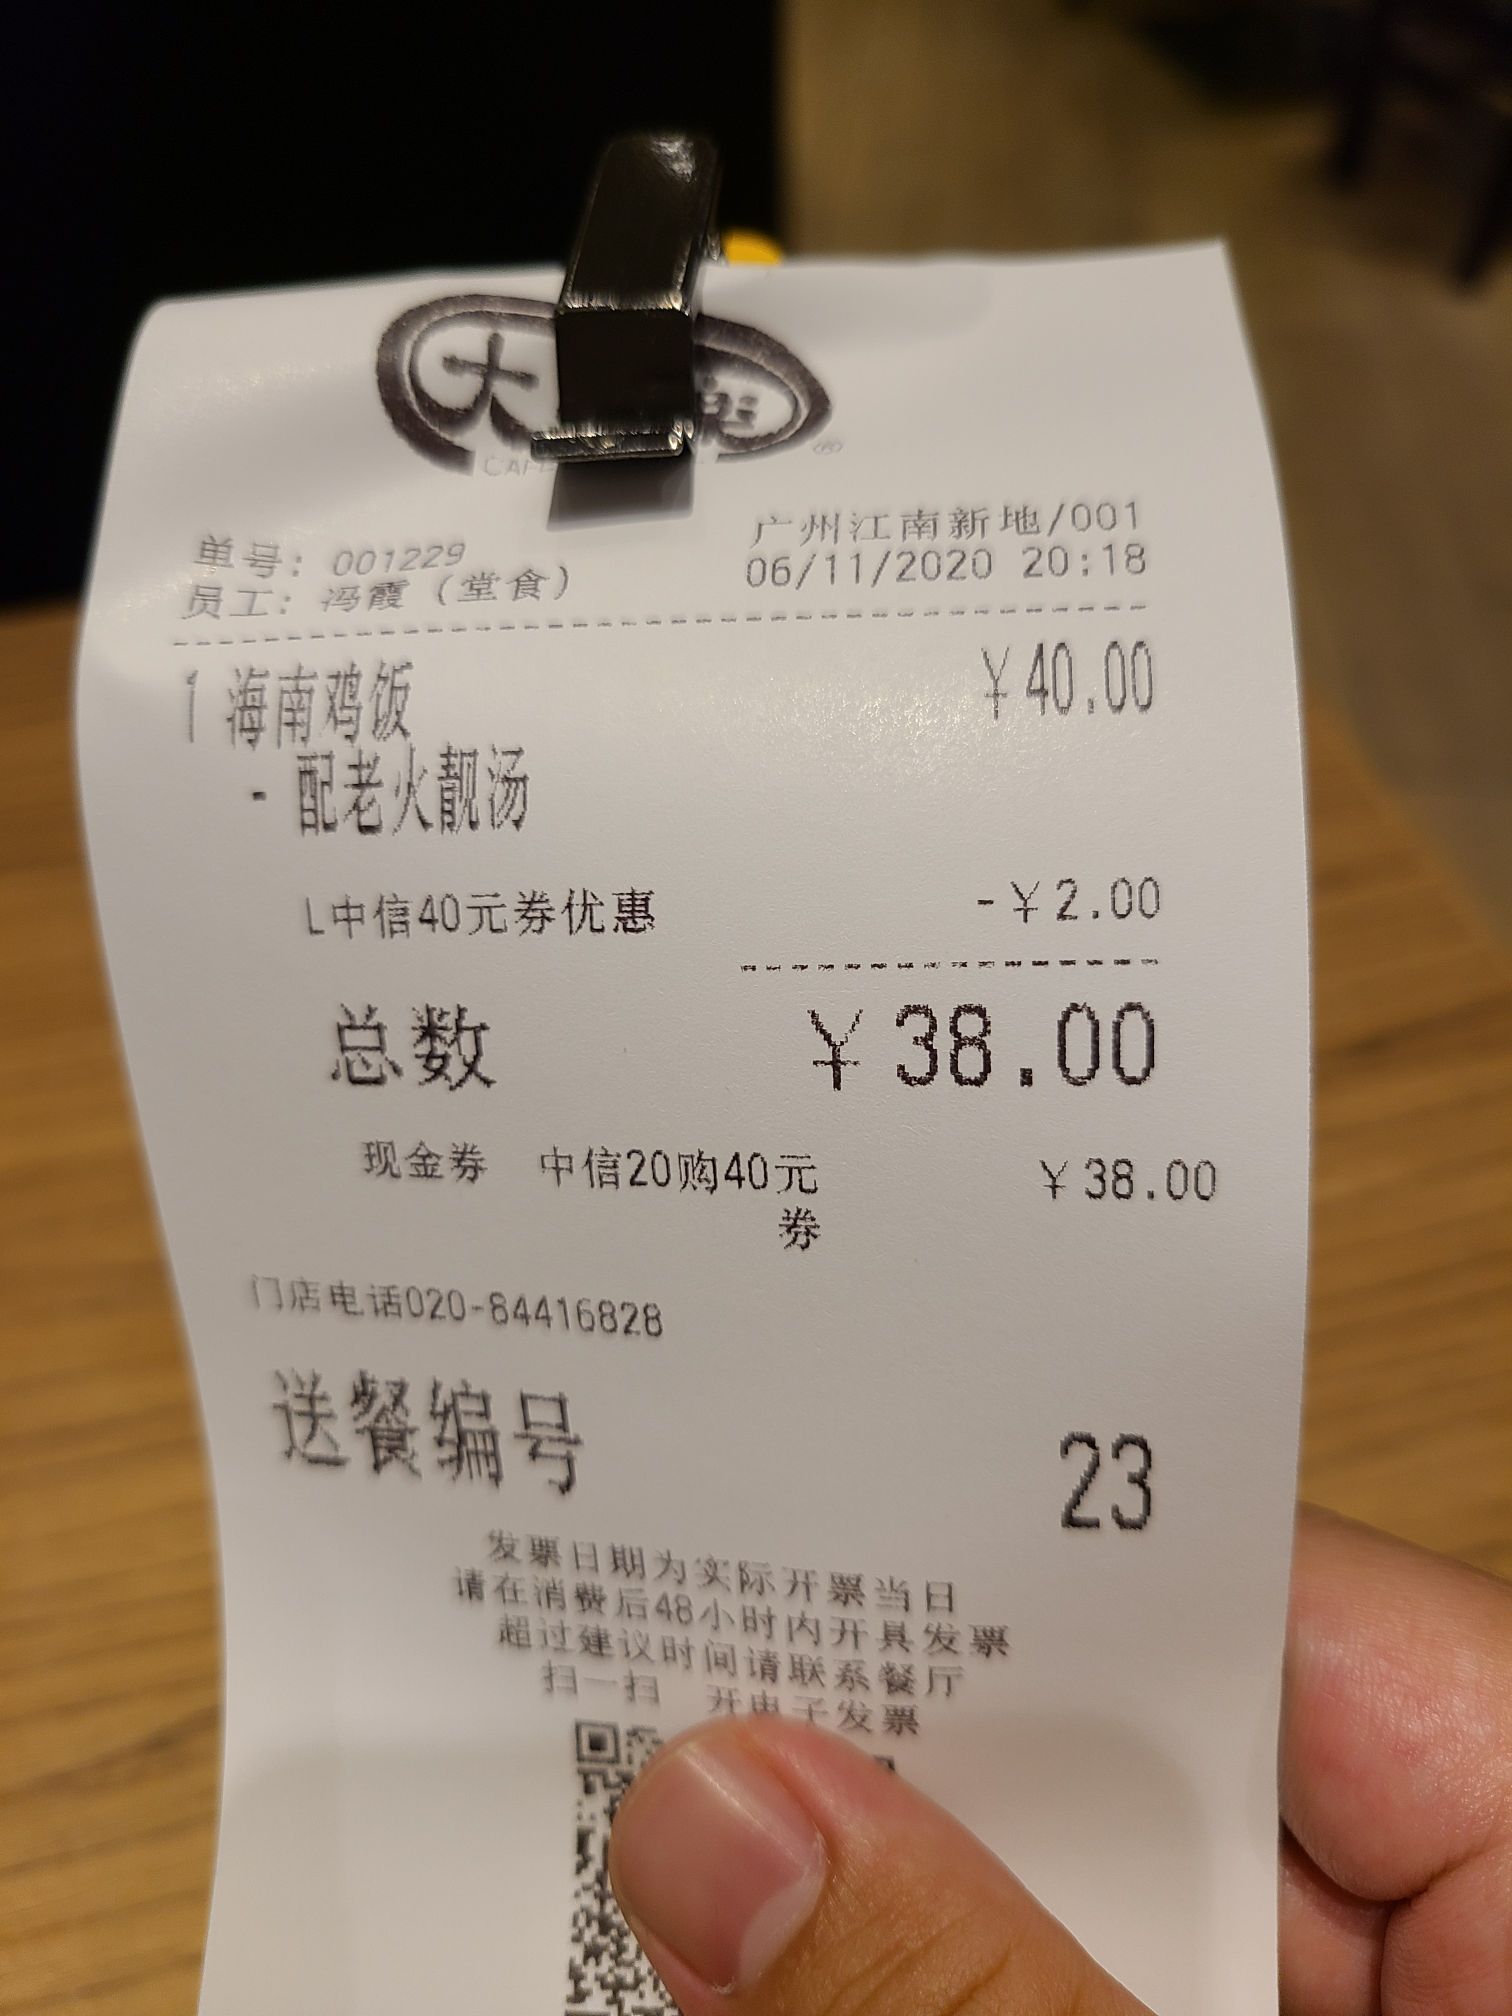 大
CAFE
单号: 001229
广州江南新地/001
员工: 冯霞 (堂食)
06/11/2020 20:18
1 海南鸡饭 ¥40.00
- 配老火靓汤
L中信40元券优惠 -¥2.00
总数 ¥38.00
现金券 中信20购40元 ¥38.00
券
门店电话020-84416828
送餐编号 23
发票日期为实际开票当日
请在消费后48小时内开具发票
超过建议时间请联系餐厅
扫一扫 开电子发票